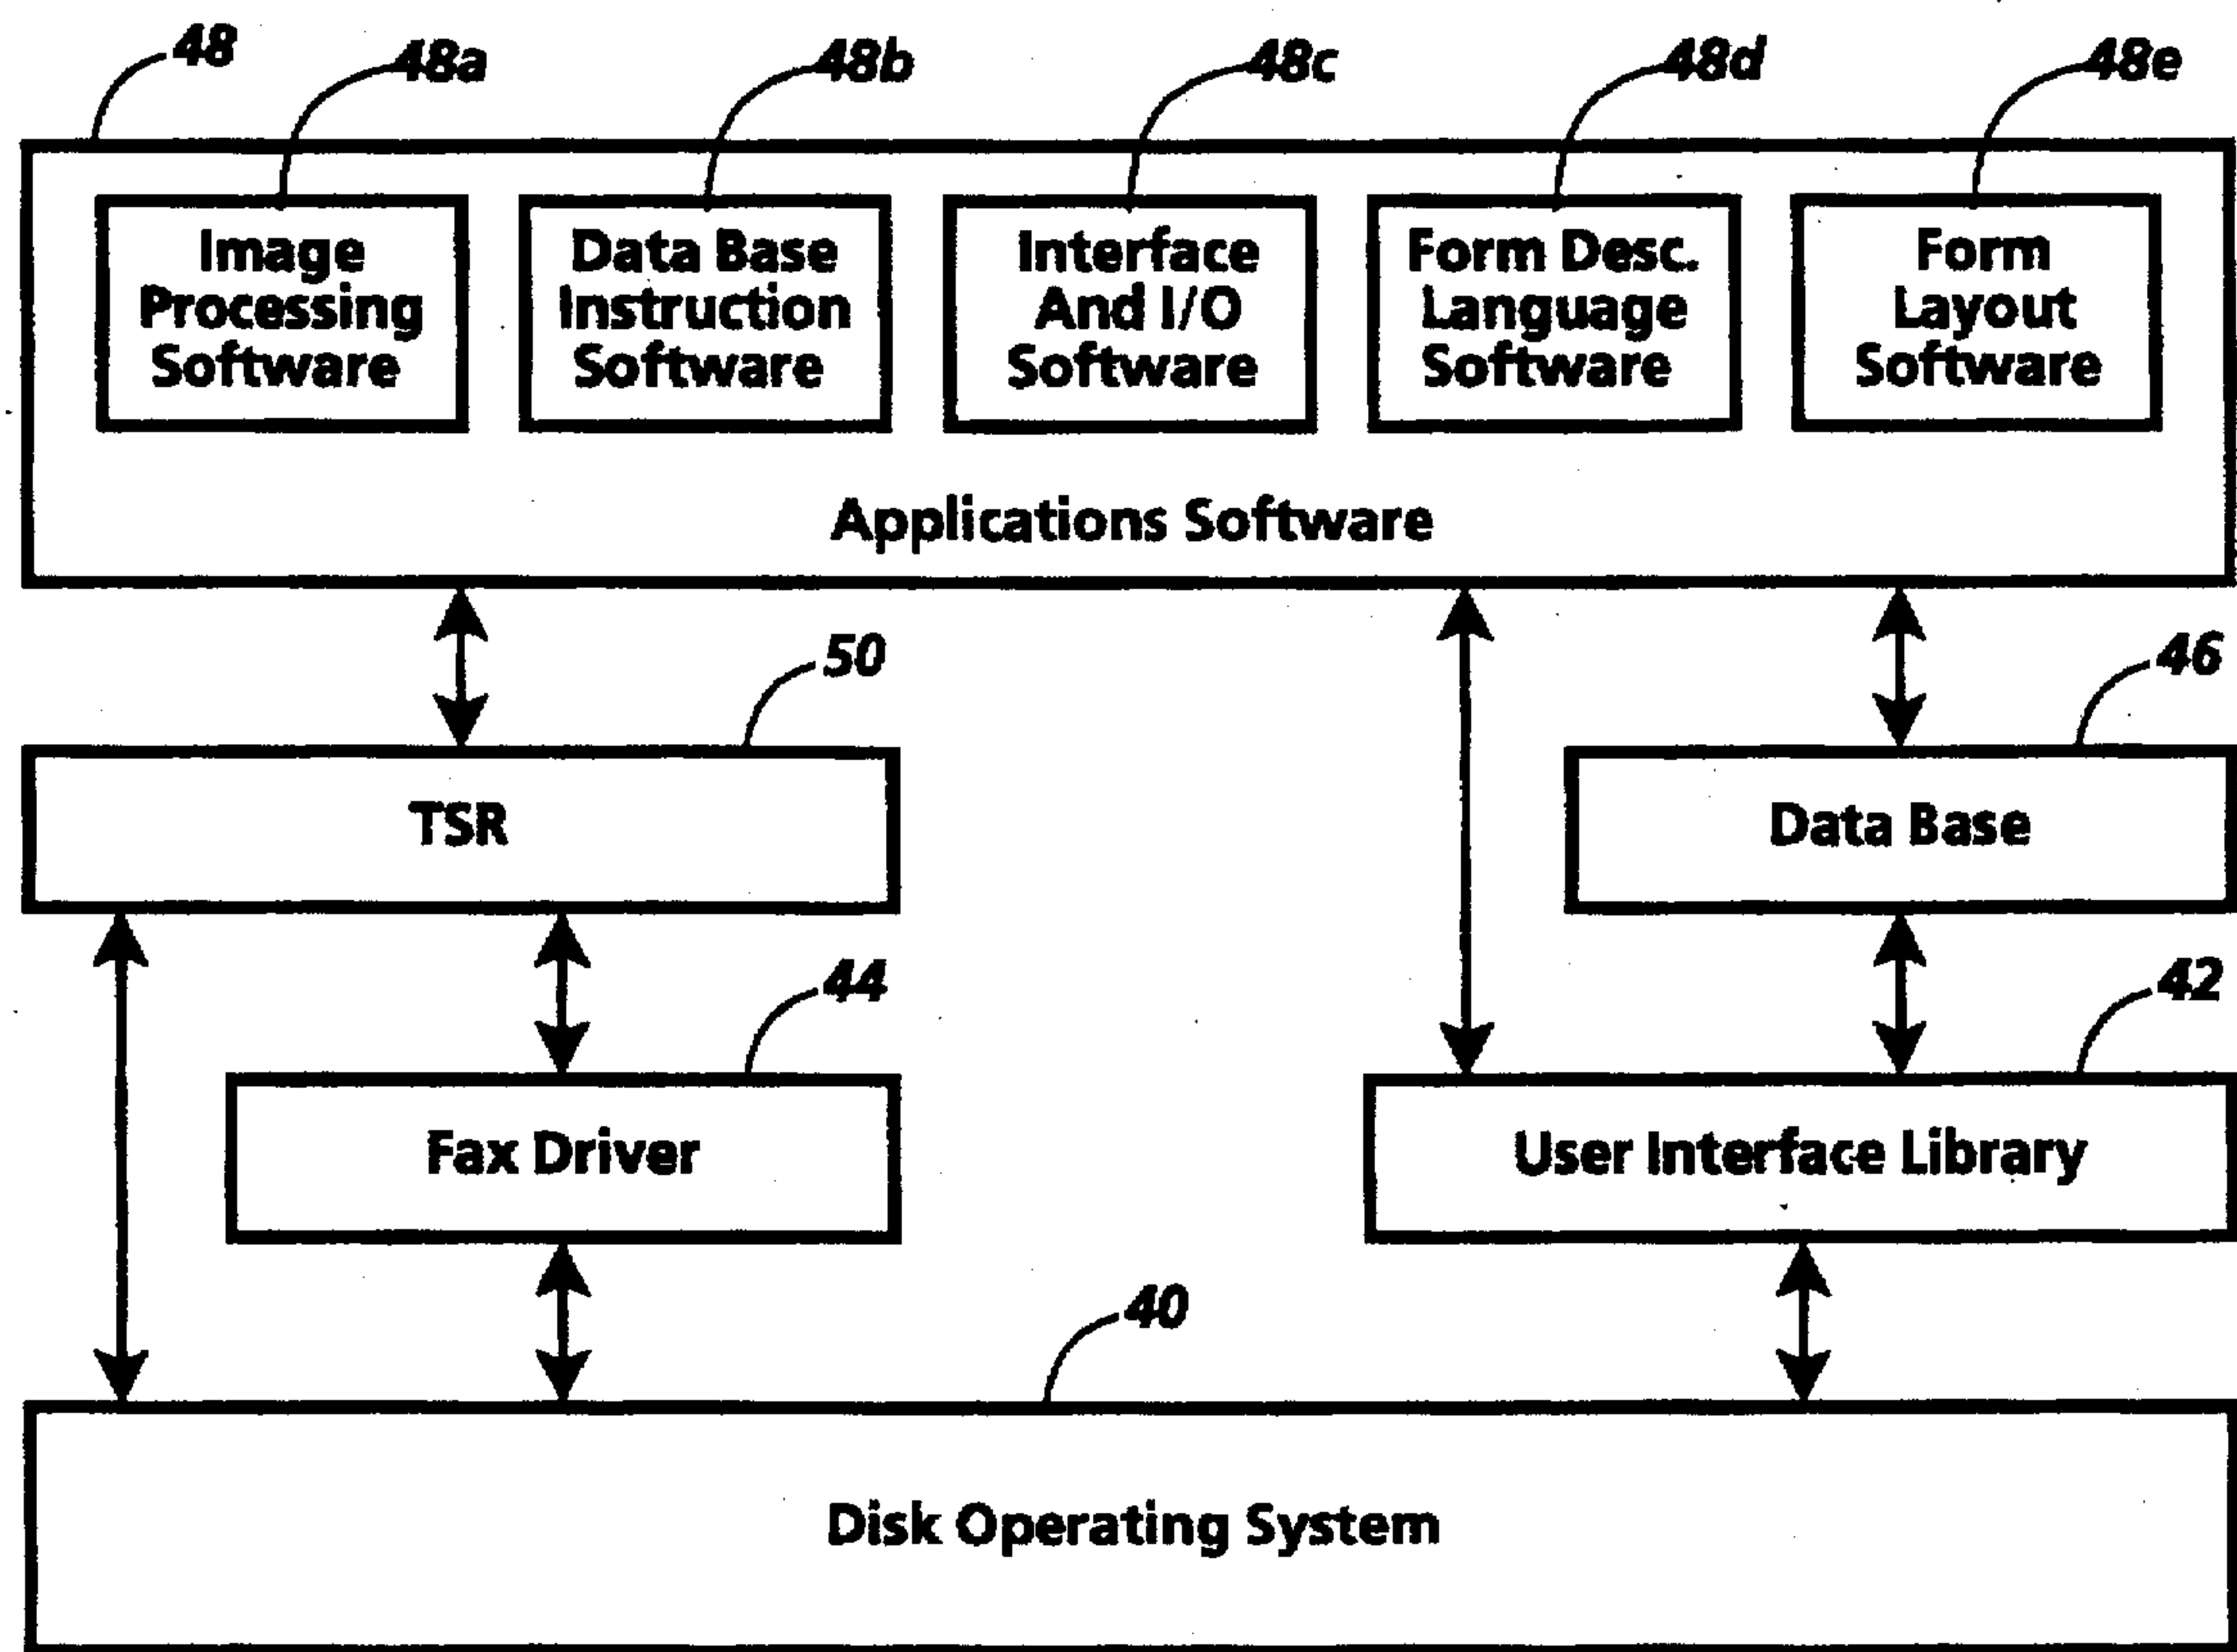 48
48a
48b
48c
48d
48e
Image
Processing
Software
Data Base
Instruction
Software
Interface
And I/O
Software
Form Desc.
Language
Software
Form
Layout
Software
Applications Software
50
46
TSR
Data Base
44
42
Fax Driver
User Interface Library
40
Disk Operating System